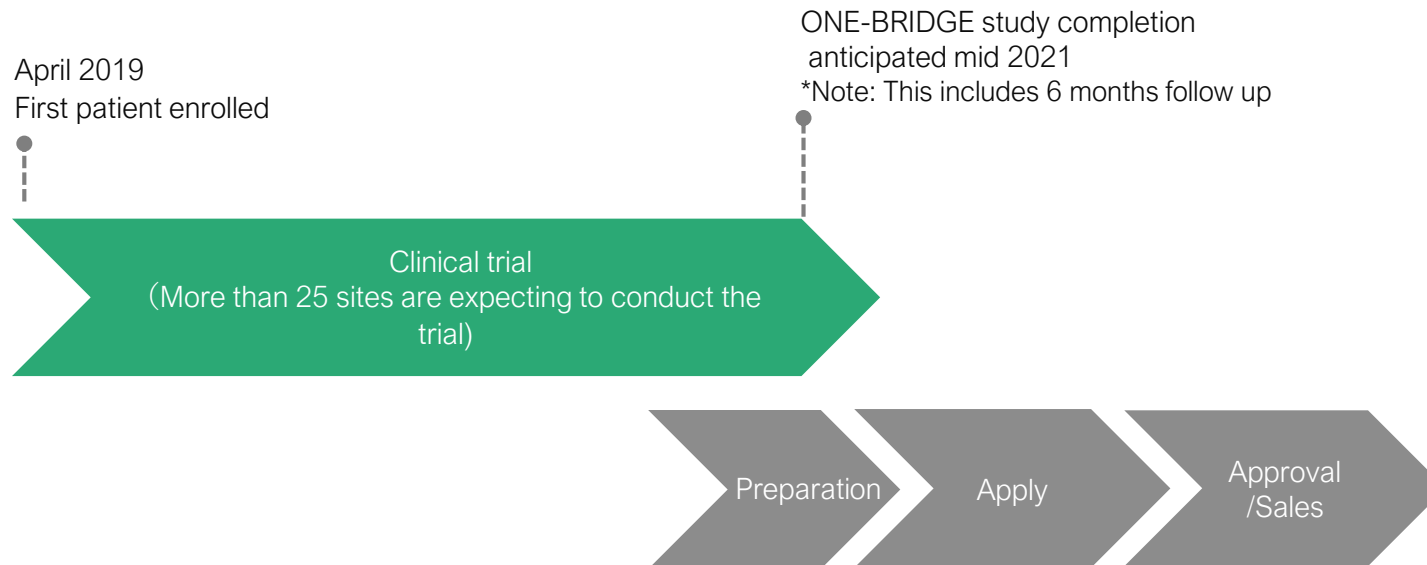 April 2019
First patient enrolled
ONE-BRIDGE study completion
anticipated mid 2021
*Note: This includes 6 months follow up
Clinical trial
（More than 25 sites are expecting to conduct the
trial)
Preparation
Apply
Approval
/Sales